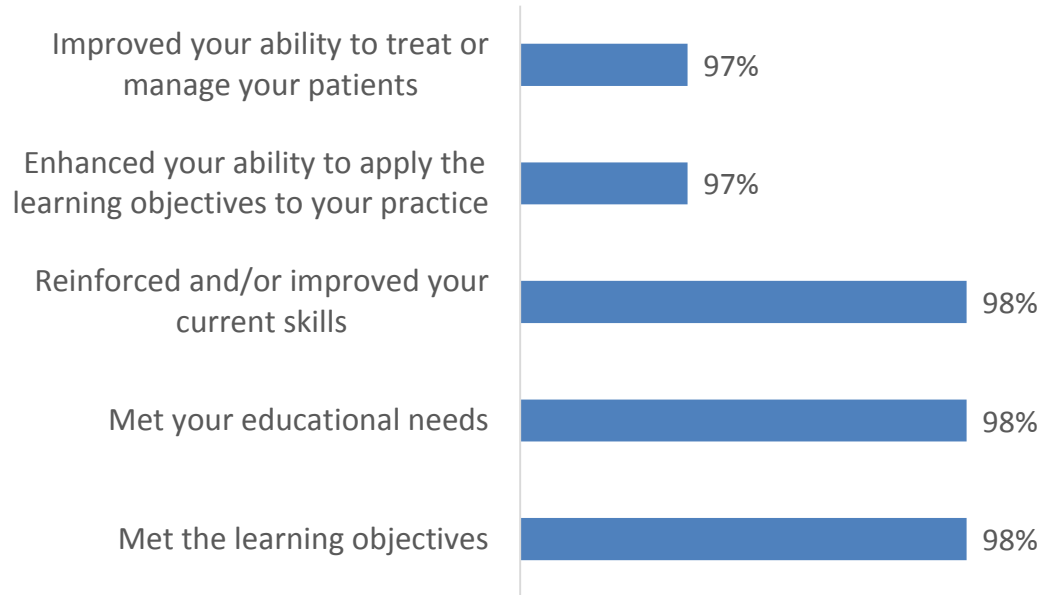 Improved your ability to treat or
manage your patients
97%
Enhanced your ability to apply the
learning objectives to your practice
97%
Reinforced and/or improved your
current skills
98%
Met your educational needs
98%
Met the learning objectives
98%